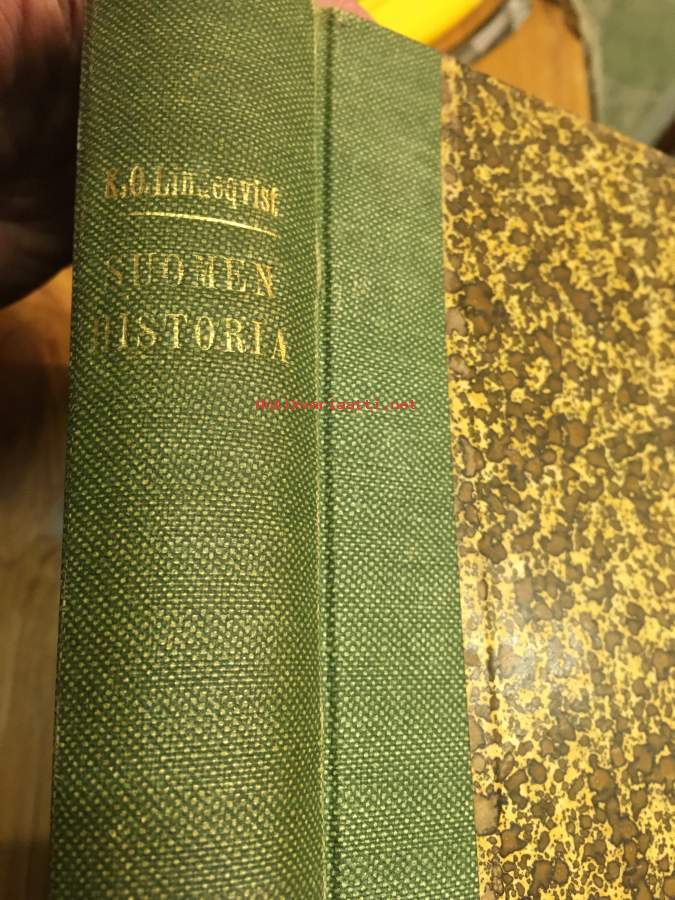 K.O.Lindeqvist
SUOMEN
HISTORIA
Antikvariaatti.net